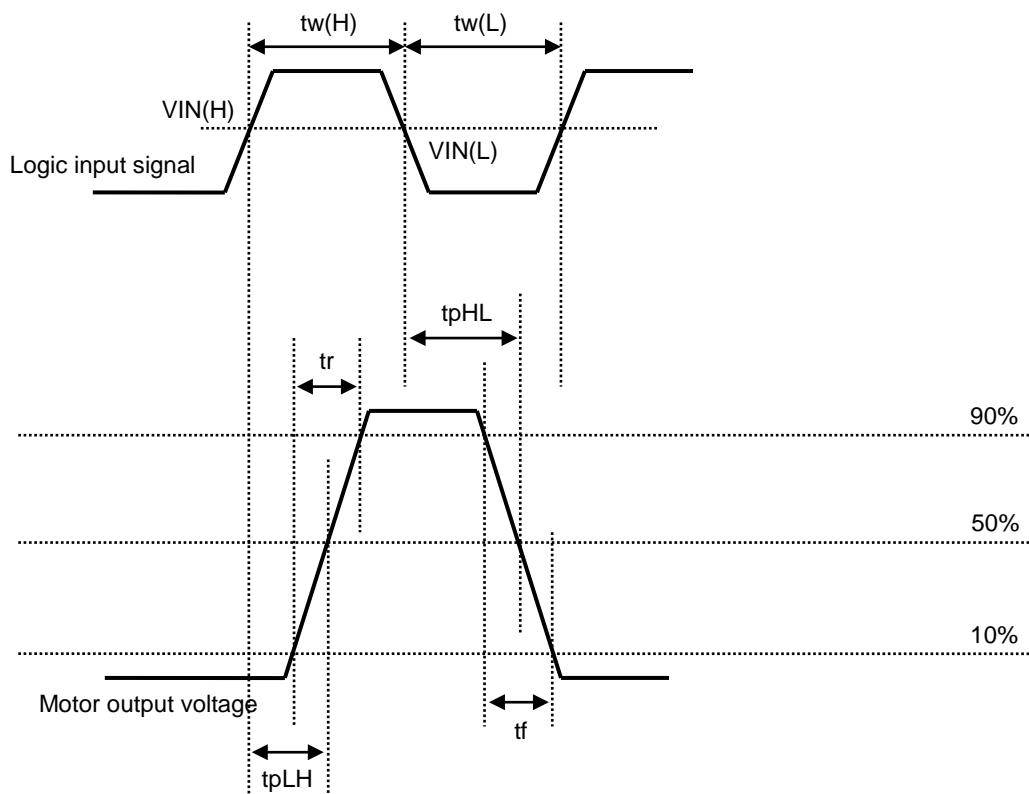 tw(H)
tw(L)
VIN(H)
VIN(L)
Logic input signal
tpHL
tr
90%
50%
10%
Motor output voltage
tf
tpLH